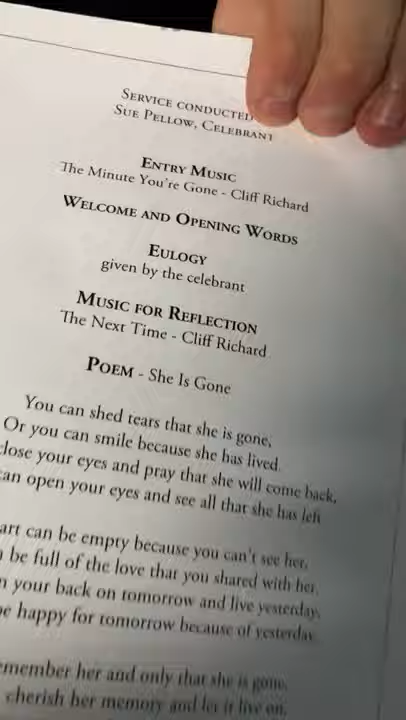 SERVICE CONDUCTED
SUE PELLOW, CELEBRANT
ENTRY MUSIC
The Minute You're Gone - Cliff Richard
WELCOME AND OPENING WORDS
EULOGY
given by the celebrant
MUSIC FOR REFLECTION
The Next Time - Cliff Richard
POEM - She Is Gone
You can shed tears that she is gone,
Or you can smile because she has lived.
close your eyes and pray that she will come back,
can open your eyes and see all that she has left
can be empty because you can't see her,
be full of the love that you shared with her.
your back on tomorrow and live yesterday,
be happy for tomorrow because of yesterday.
her and only that she is gone,
cherish her memory and let it live on.